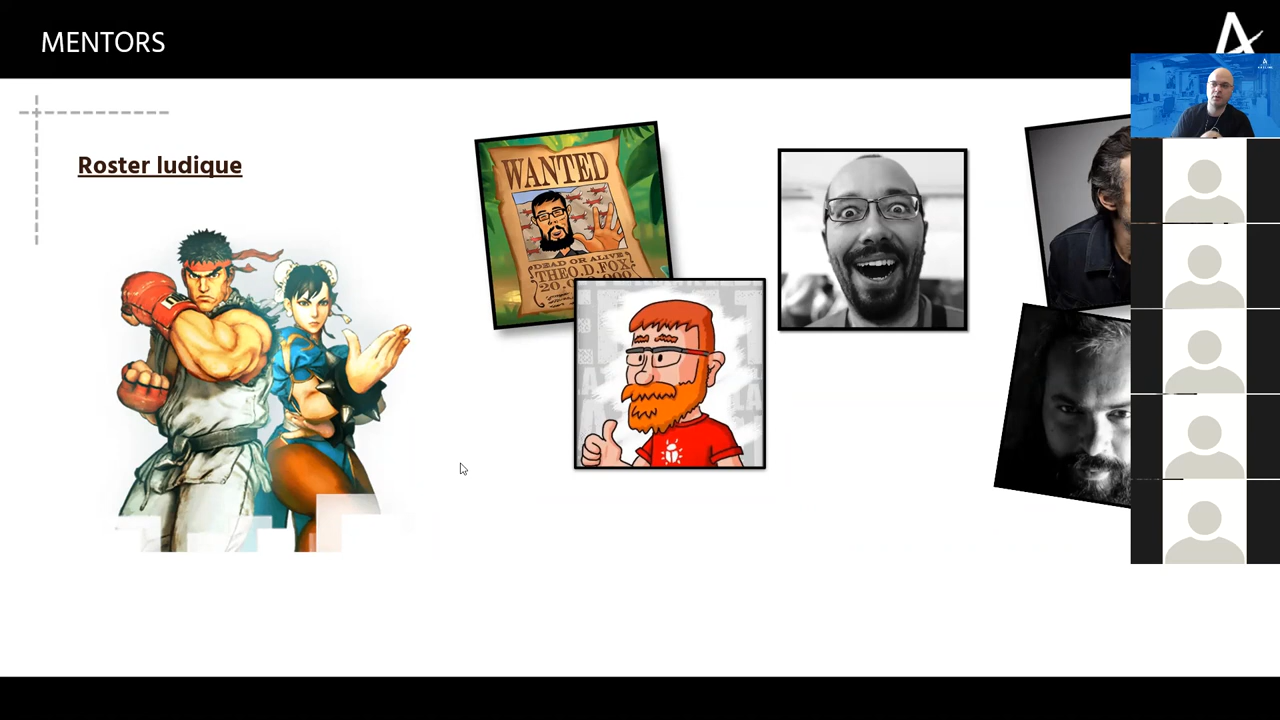 MENTORS
Roster ludique
WANTED
DEAD OR ALIVE
THEO.D.FOX